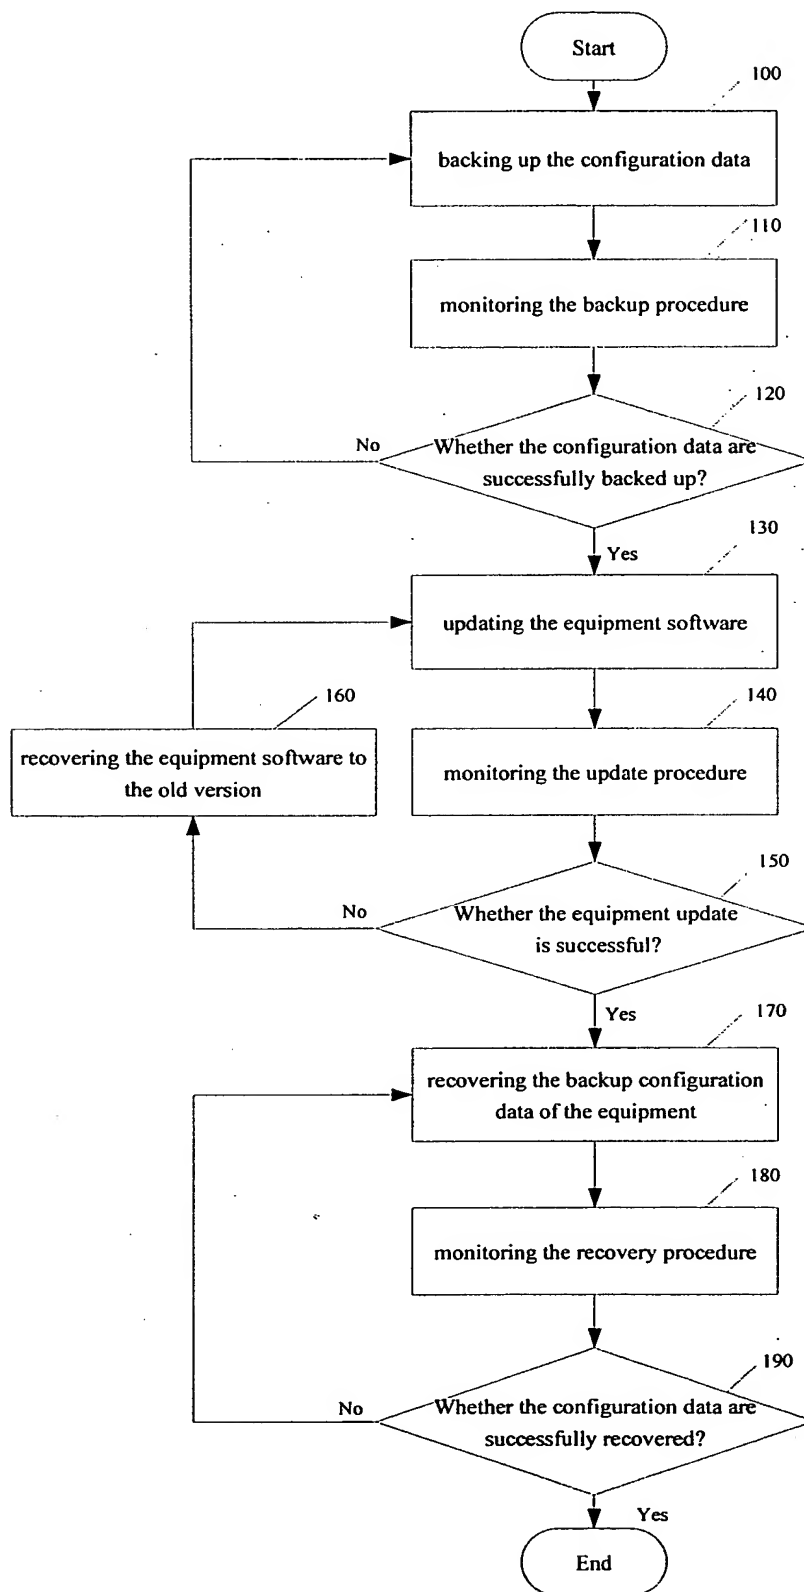 Start
100
backing up the configuration data
110
monitoring the backup procedure
120
No
Whether the configuration data are
successfully backed up?
Yes
130
updating the equipment software
160
recovering the equipment software to
the old version
140
monitoring the update procedure
150
No
Whether the equipment update
is successful?
Yes
170
recovering the backup configuration
data of the equipment
180
monitoring the recovery procedure
190
No
Whether the configuration data are
successfully recovered?
Yes
End